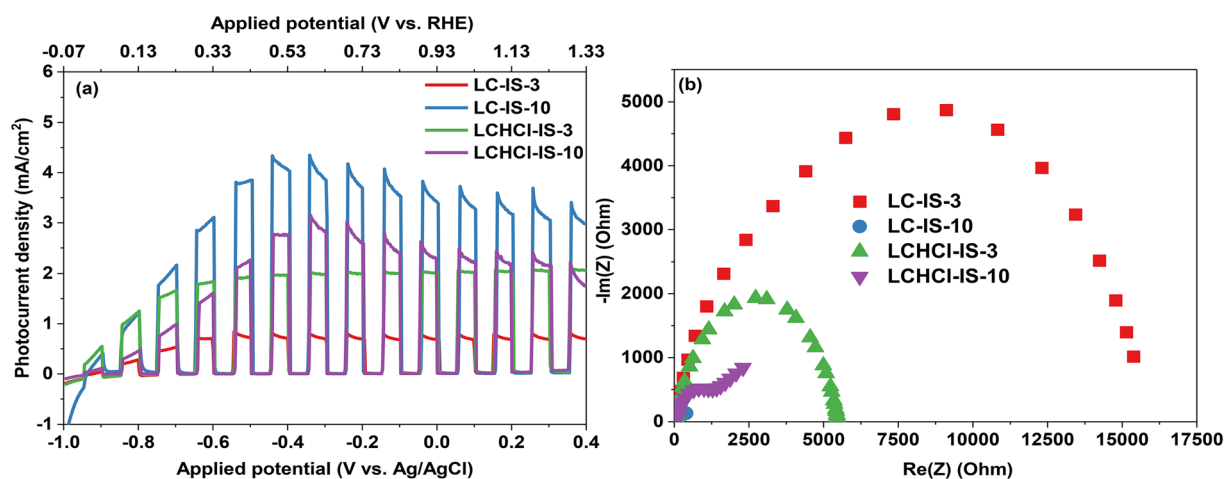 Applied potential (V vs. RHE)
-0.07 0.13 0.33 0.53 0.73 0.93 1.13 1.33
6
5
4
3
2
1
0
-1
Photocurrent density (mA/cm²)
(a)
LC-IS-3
LC-IS-10
LCHCl-IS-3
LCHCl-IS-10
-1.0 -0.8 -0.6 -0.4 -0.2 0.0 0.2 0.4
Applied potential (V vs. Ag/AgCl)
(b)
5000
4000
3000
2000
1000
0
-Im(Z) (Ohm)
LC-IS-3
LC-IS-10
LCHCl-IS-3
LCHCl-IS-10
0 2500 5000 7500 10000 12500 15000 17500
Re(Z) (Ohm)